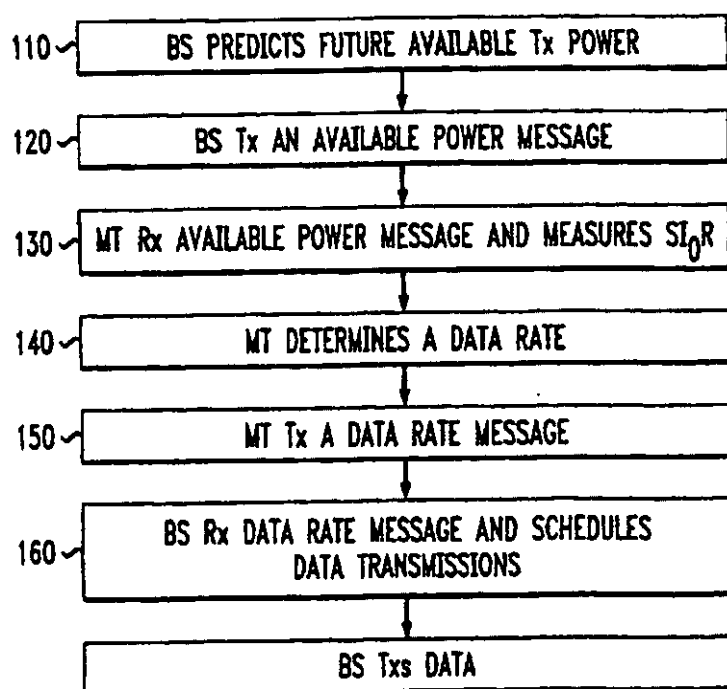 110 BS PREDICTS FUTURE AVAILABLE Tx POWER
120 BS Tx AN AVAILABLE POWER MESSAGE
130 MT Rx AVAILABLE POWER MESSAGE AND MEASURES SI0R
140 MT DETERMINES A DATA RATE
150 MT Tx A DATA RATE MESSAGE
160 BS Rx DATA RATE MESSAGE AND SCHEDULES
DATA TRANSMISSIONS
BS Txs DATA